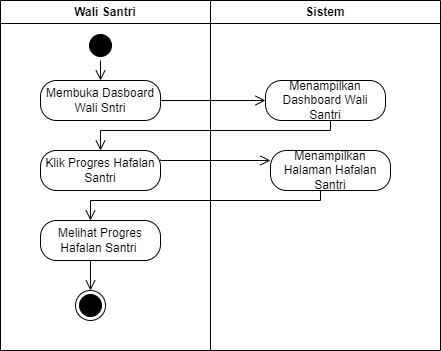 Wali Santri
Sistem
Membuka Dasboard
Wali Sntri
Menampilkan
Dashboard Wali
Santri
Klik Progres Hafalan
Santri
Menampilkan
Halaman Hafalan
Santri
Melihat Progres
Hafalan Santri